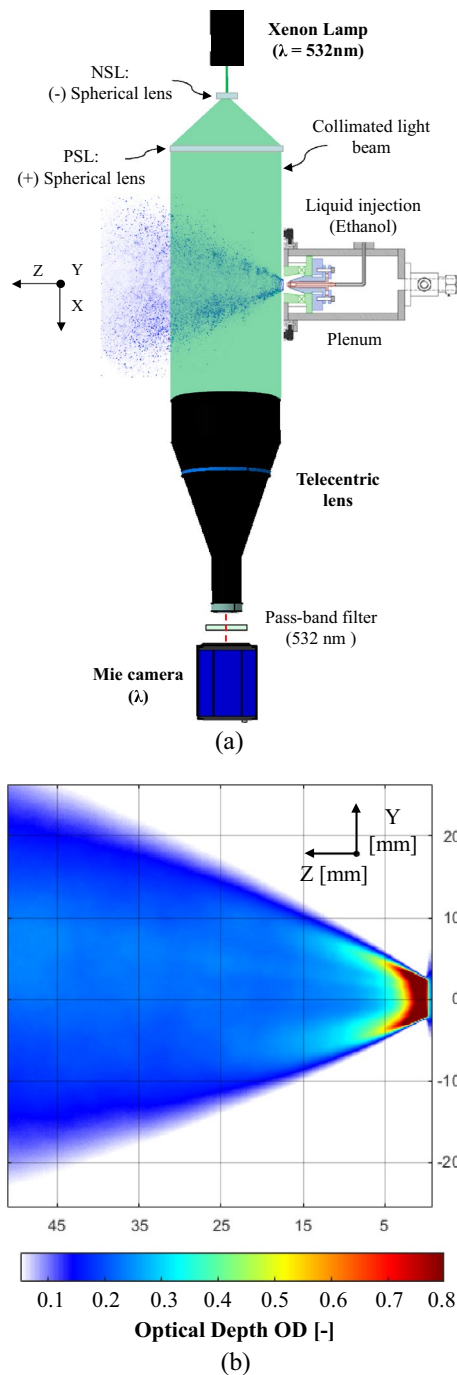 Xenon Lamp
(λ = 532nm)
NSL:
(-) Spherical lens
PSL:
(+) Spherical lens
Collimated light
beam
Liquid injection
(Ethanol)
Z
Y
X
Plenum
Telecentric
lens
Pass-band filter
(532 nm )
Mie camera
(λ)
(a)
Y
[mm]
Z [mm]
20
10
0
-10
-20
45
35
25
15
5
0.1
0.2
0.3
0.4
0.5
0.6
0.7
0.8
Optical Depth OD [-]
(b)